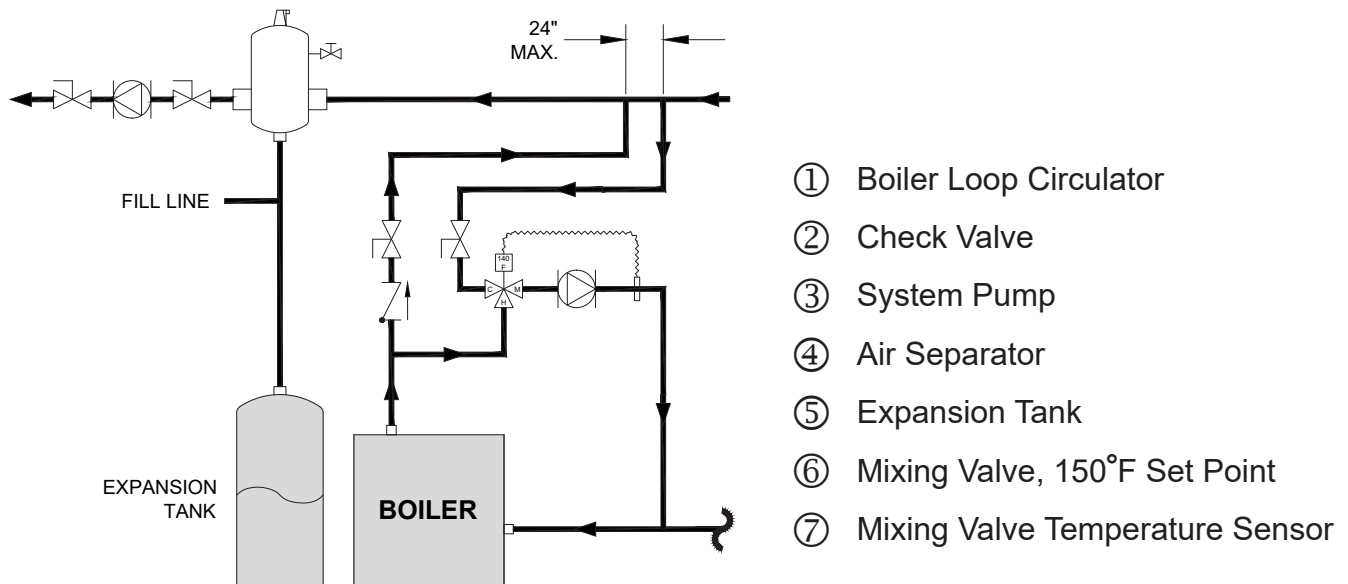 24"
MAX.
FILL LINE
140
F
C
M
H
EXPANSION
TANK
BOILER
① Boiler Loop Circulator
② Check Valve
③ System Pump
④ Air Separator
⑤ Expansion Tank
⑥ Mixing Valve, 150°F Set Point
⑦ Mixing Valve Temperature Sensor